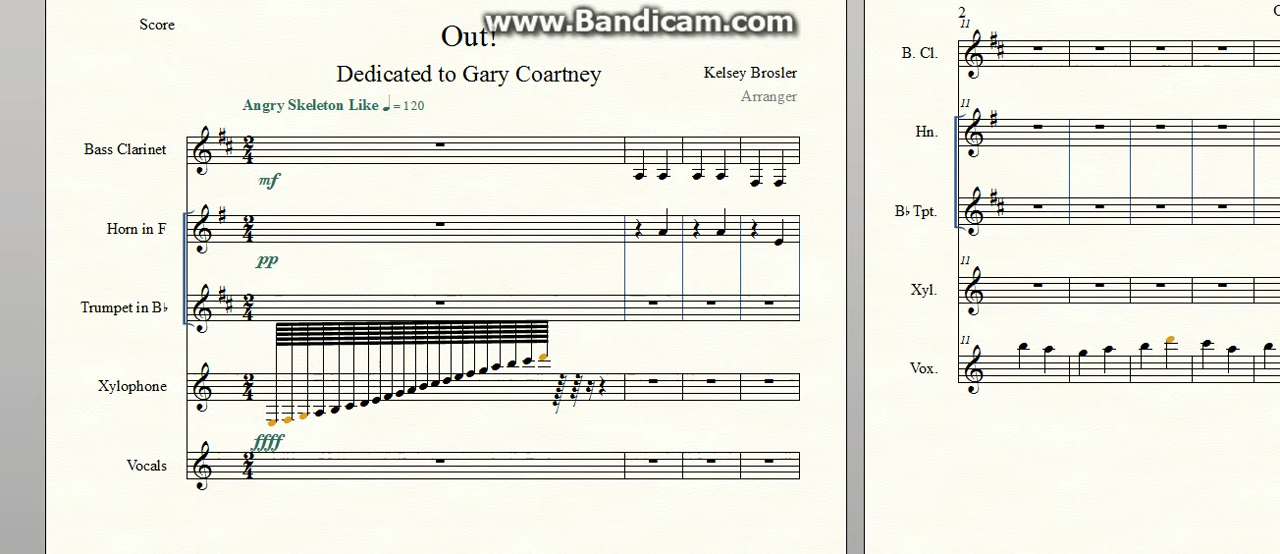 www.Bandicam.com
Score
Out!
Dedicated to Gary Coartney
Kelsey Brosler
Arranger
Angry Skeleton Like ♩ = 120
Bass Clarinet
mf
Horn in F
pp
Trumpet in B♭
Xylophone
ffff
Vocals
2
11
B. Cl.
11
Hn.
B♭ Tpt.
11
Xyl.
11
Vox.